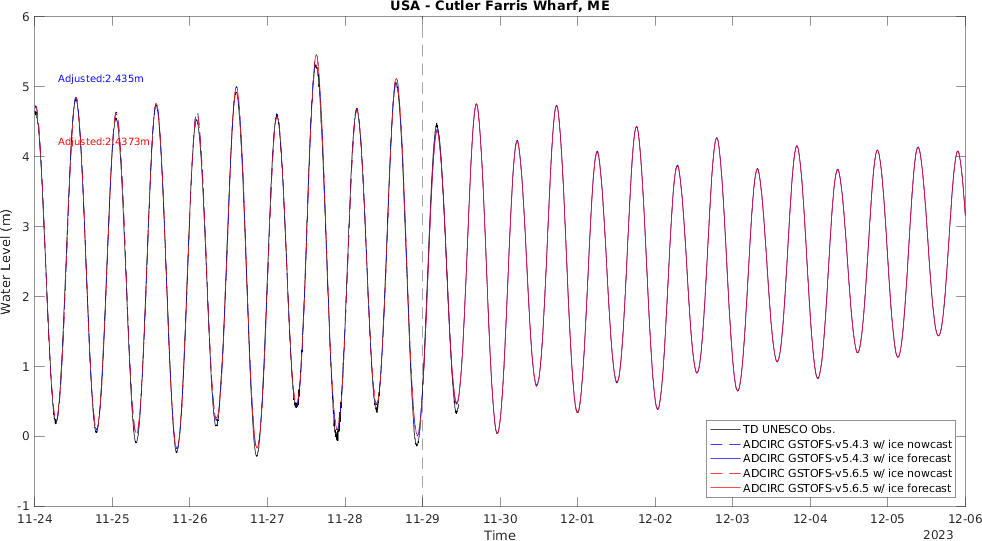 USA - Cutler Farris Wharf, ME
6
5
4
3
2
1
0
-1
Water Level (m)
Adjusted:2.435m
Adjusted:2.4373m
TD UNESCO Obs.
ADCIRC GSTOFS-v5.4.3 w/ ice nowcast
ADCIRC GSTOFS-v5.4.3 w/ ice forecast
ADCIRC GSTOFS-v5.6.5 w/ ice nowcast
ADCIRC GSTOFS-v5.6.5 w/ ice forecast
11-24 11-25 11-26 11-27 11-28 11-29 11-30 12-01 12-02 12-03 12-04 12-05 12-06
Time
2023